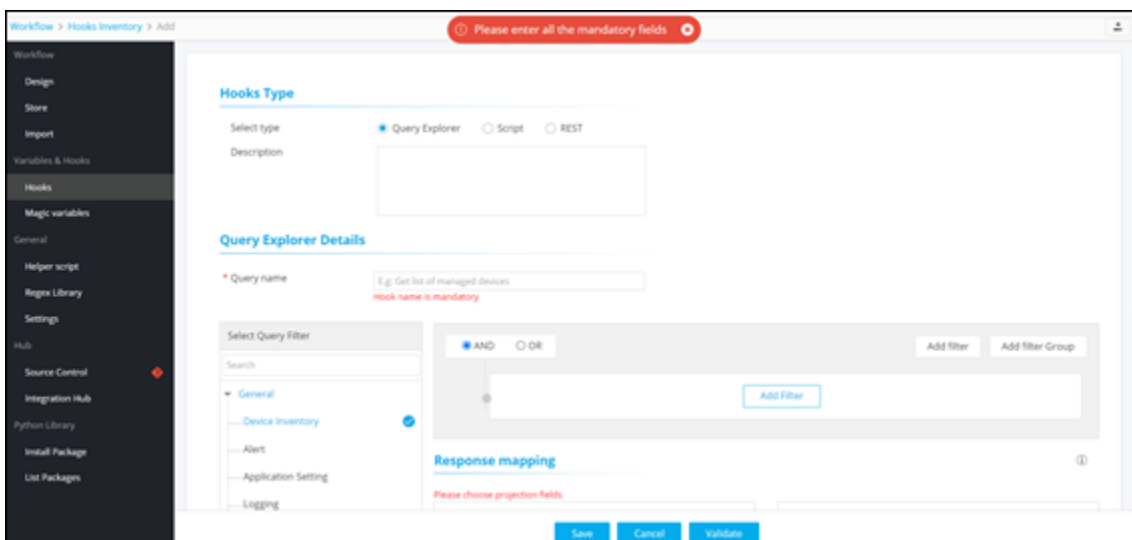 Workflow > Hooks Inventory > Add
Please enter all the mandatory fields
Workflow
Design
Store
Import
Variables & Hooks
Hooks
Magic variables
General
Helper script
Regex Library
Settings
Hub
Source Control
Integration Hub
Python Library
Install Package
List Packages
Hooks Type
Select type
Query Explorer
Script
REST
Description
Query Explorer Details
* Query name
E.g: Get list of managed devices
Hook name is mandatory
Select Query Filter
Search
General
Device Inventory
Alert
Application Setting
Logging
AND
OR
Add filter
Add filter Group
Add Filter
Response mapping
Please choose projection fields
Save
Cancel
Validate